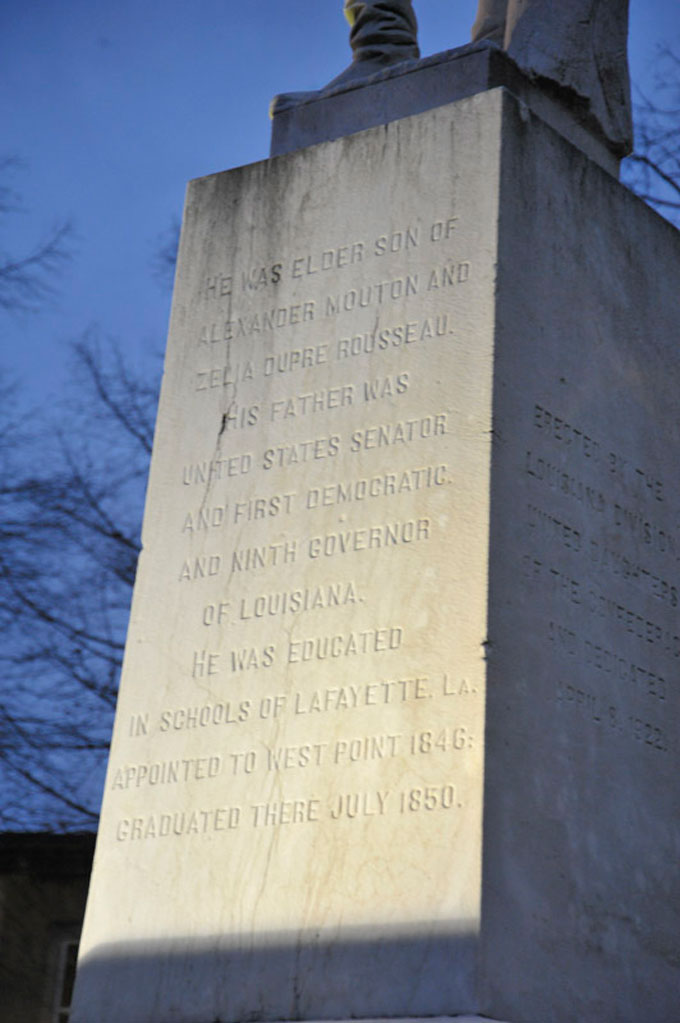 HE WAS ELDER SON OF
ALEXANDER MOUTON AND
ZELIA DUPRE ROUSSEAU.
HIS FATHER WAS
UNITED STATES SENATOR
AND FIRST DEMOCRATIC.
AND NINTH GOVERNOR
OF LOUISIANA.
HE WAS EDUCATED
IN SCHOOLS OF LAFAYETTE, LA.
APPOINTED TO WEST POINT 1846;
GRADUATED THERE JULY 1850.
ERECTED BY THE
LOUISIANA DIVISION
UNITED DAUGHTERS
OF THE CONFEDERAC
AND DEDICATED
APRIL 8, 1922.